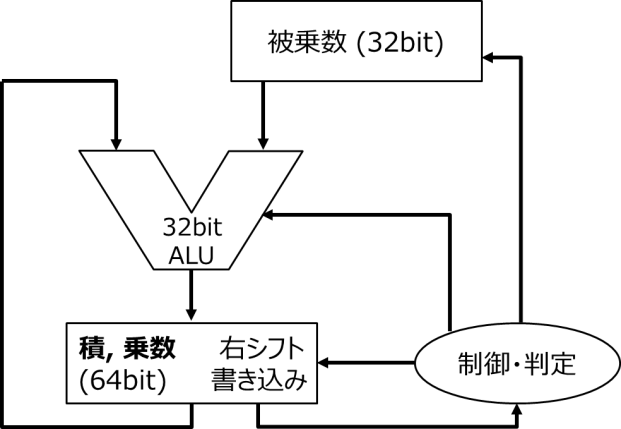 被乗数 (32bit)
32bit
ALU
積, 乗数 右シフト
(64bit) 書き込み
制御・判定